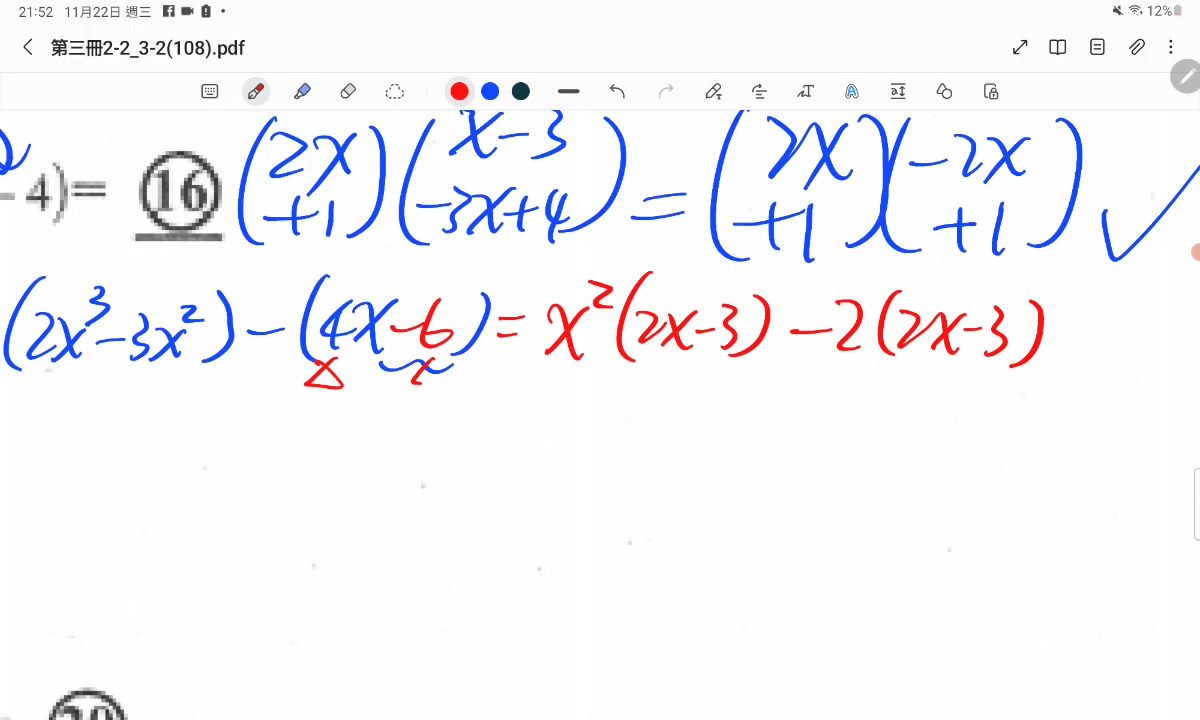 21:52 11月22日 週三 12%
第三冊2-2_3-2(108).pdf
-4)= ⑯ (2x+1)(x-3-3x+4) = (2x+1)(-2x+1) ✓
(2x³-3x²)-(4x-6)= x²(2x-3)-2(2x-3)